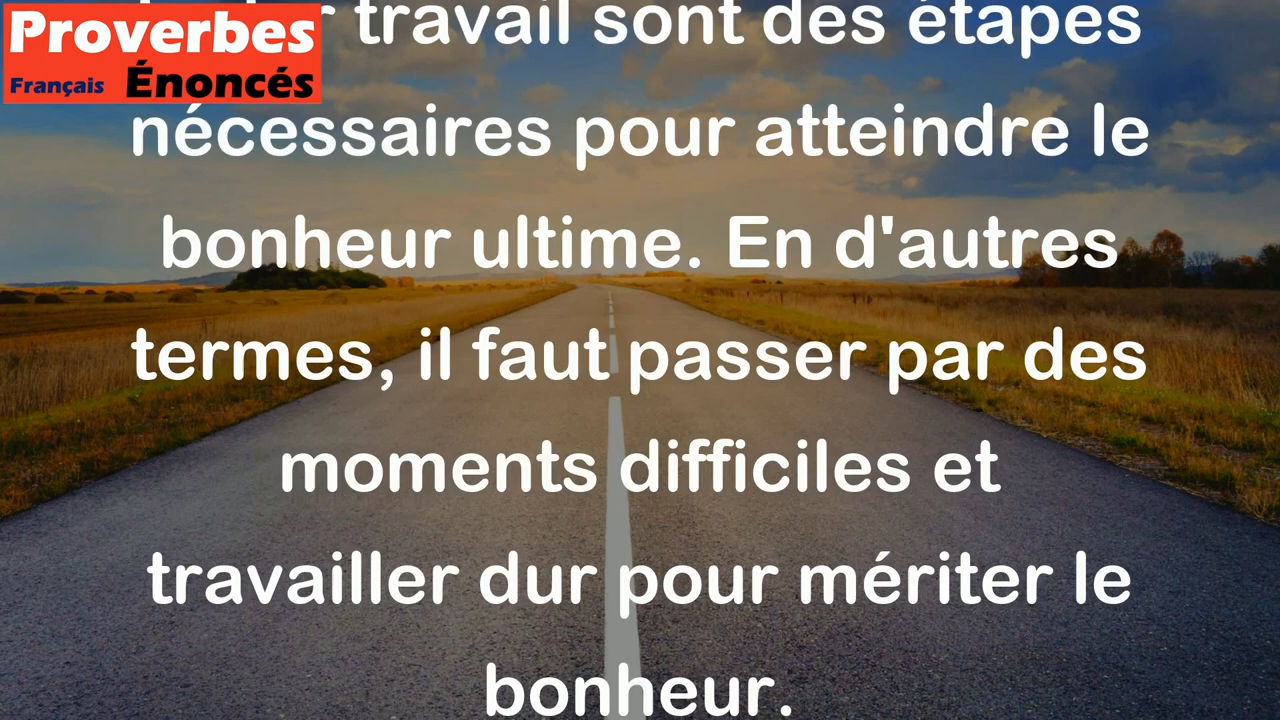 Proverbes
Français Énoncés
travail sont des étapes
nécessaires pour atteindre le
bonheur ultime. En d'autres
termes, il faut passer par des
moments difficiles et
travailler dur pour mériter le
bonheur.